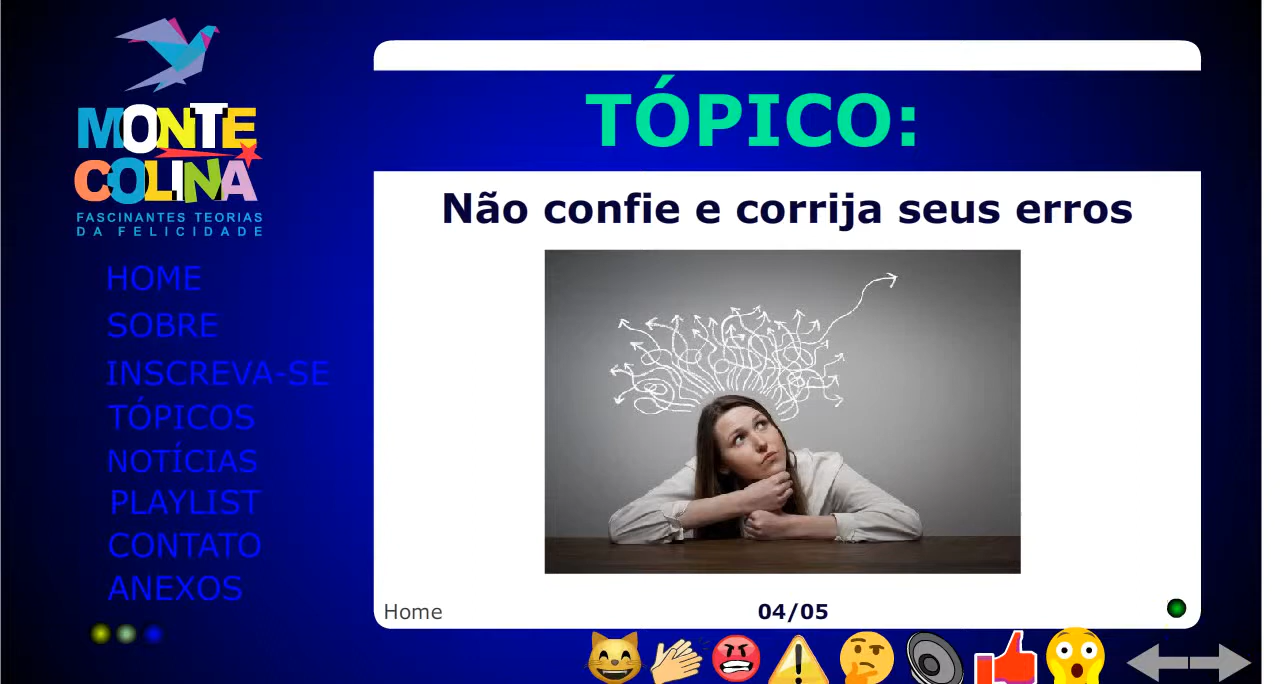 MONTE
COLINA
FASCINANTES TEORIAS
DA FELICIDADE
HOME
SOBRE
INSCREVA-SE
TÓPICOS
NOTÍCIAS
PLAYLIST
CONTATO
ANEXOS
TÓPICO:
Não confie e corrija seus erros
Home
04/05